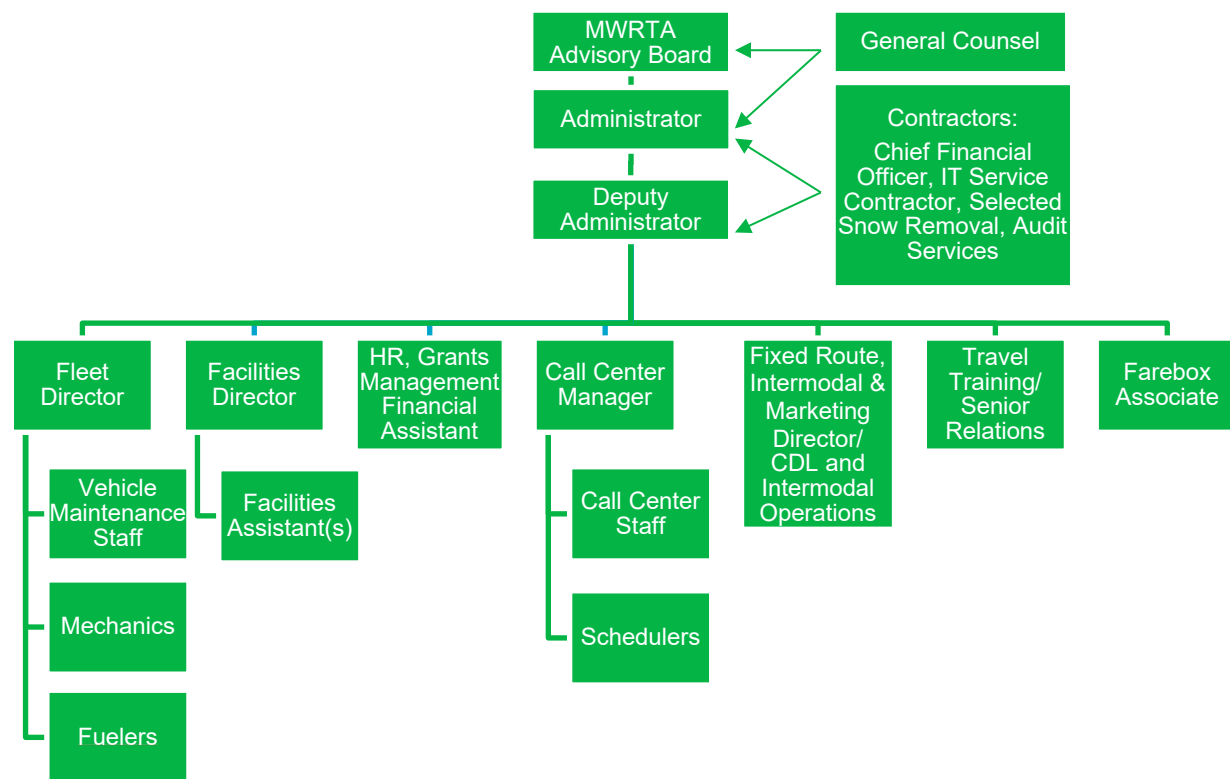 MWRTA
Advisory Board
General Counsel
Administrator
Contractors:
Chief Financial
Officer, IT Service
Contractor, Selected
Snow Removal, Audit
Services
Deputy
Administrator
Fleet
Director
Facilities
Director
HR, Grants
Management
Financial
Assistant
Call Center
Manager
Fixed Route,
Intermodal &
Marketing
Director/
CDL and
Intermodal
Operations
Travel
Training/
Senior
Relations
Farebox
Associate
Vehicle
Maintenance
Staff
Facilities
Assistant(s)
Call Center
Staff
Mechanics
Schedulers
Fuelers